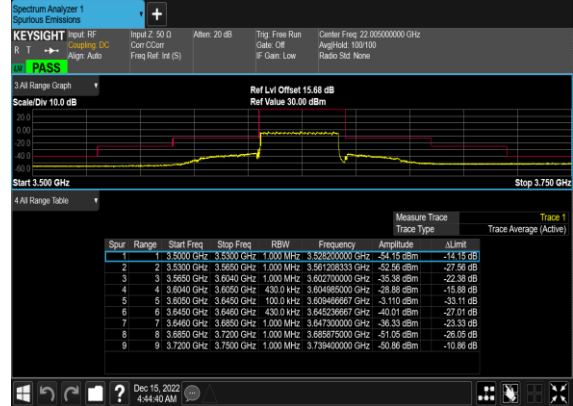 Spectrum Analyzer 1
Spurious Emissions
KEYSIGHT Input: RF Input Z: 50 Ω Atten: 20 dB Trig: Free Run Center Freq: 22.005000000 GHz
R T Coupling: DC Corr CCorr Gate: Off Avg|Hold: 100/100
Align: Auto Freq Ref: Int (S) IF Gain: Low Radio Std: None
PASS
3.All Range Graph
Ref Lvl Offset 15.68 dB
Scale/Div 10.0 dB Ref Value 30.00 dBm
20.0
0.00
-20.0
-40.0
-60.0
Start 3.500 GHz Stop 3.750 GHz
4.All Range Table
Measure Trace Trace 1
Trace Type Trace Average (Active)
Spur Range Start Freq Stop Freq RBW Frequency Amplitude ΔLimit
1 1 3.5000 GHz 3.5300 GHz 1.000 MHz 3.528200000 GHz -54.15 dBm -14.15 dB
2 2 3.5300 GHz 3.5650 GHz 1.000 MHz 3.561208333 GHz -52.56 dBm -27.56 dB
3 3 3.5650 GHz 3.6040 GHz 1.000 MHz 3.602700000 GHz -35.38 dBm -22.38 dB
4 4 3.6040 GHz 3.6050 GHz 430.0 kHz 3.604985000 GHz -28.88 dBm -15.88 dB
5 5 3.6050 GHz 3.6450 GHz 100.0 kHz 3.609466667 GHz -3.110 dBm -33.11 dB
6 6 3.6450 GHz 3.6460 GHz 430.0 kHz 3.645236667 GHz -40.01 dBm -27.01 dB
7 7 3.6460 GHz 3.6850 GHz 1.000 MHz 3.647300000 GHz -36.33 dBm -23.33 dB
8 8 3.6850 GHz 3.7200 GHz 1.000 MHz 3.685875000 GHz -51.05 dBm -26.05 dB
9 9 3.7200 GHz 3.7500 GHz 1.000 MHz 3.739400000 GHz -50.86 dBm -10.86 dB
? Dec 15, 2022
4:44:40 AM